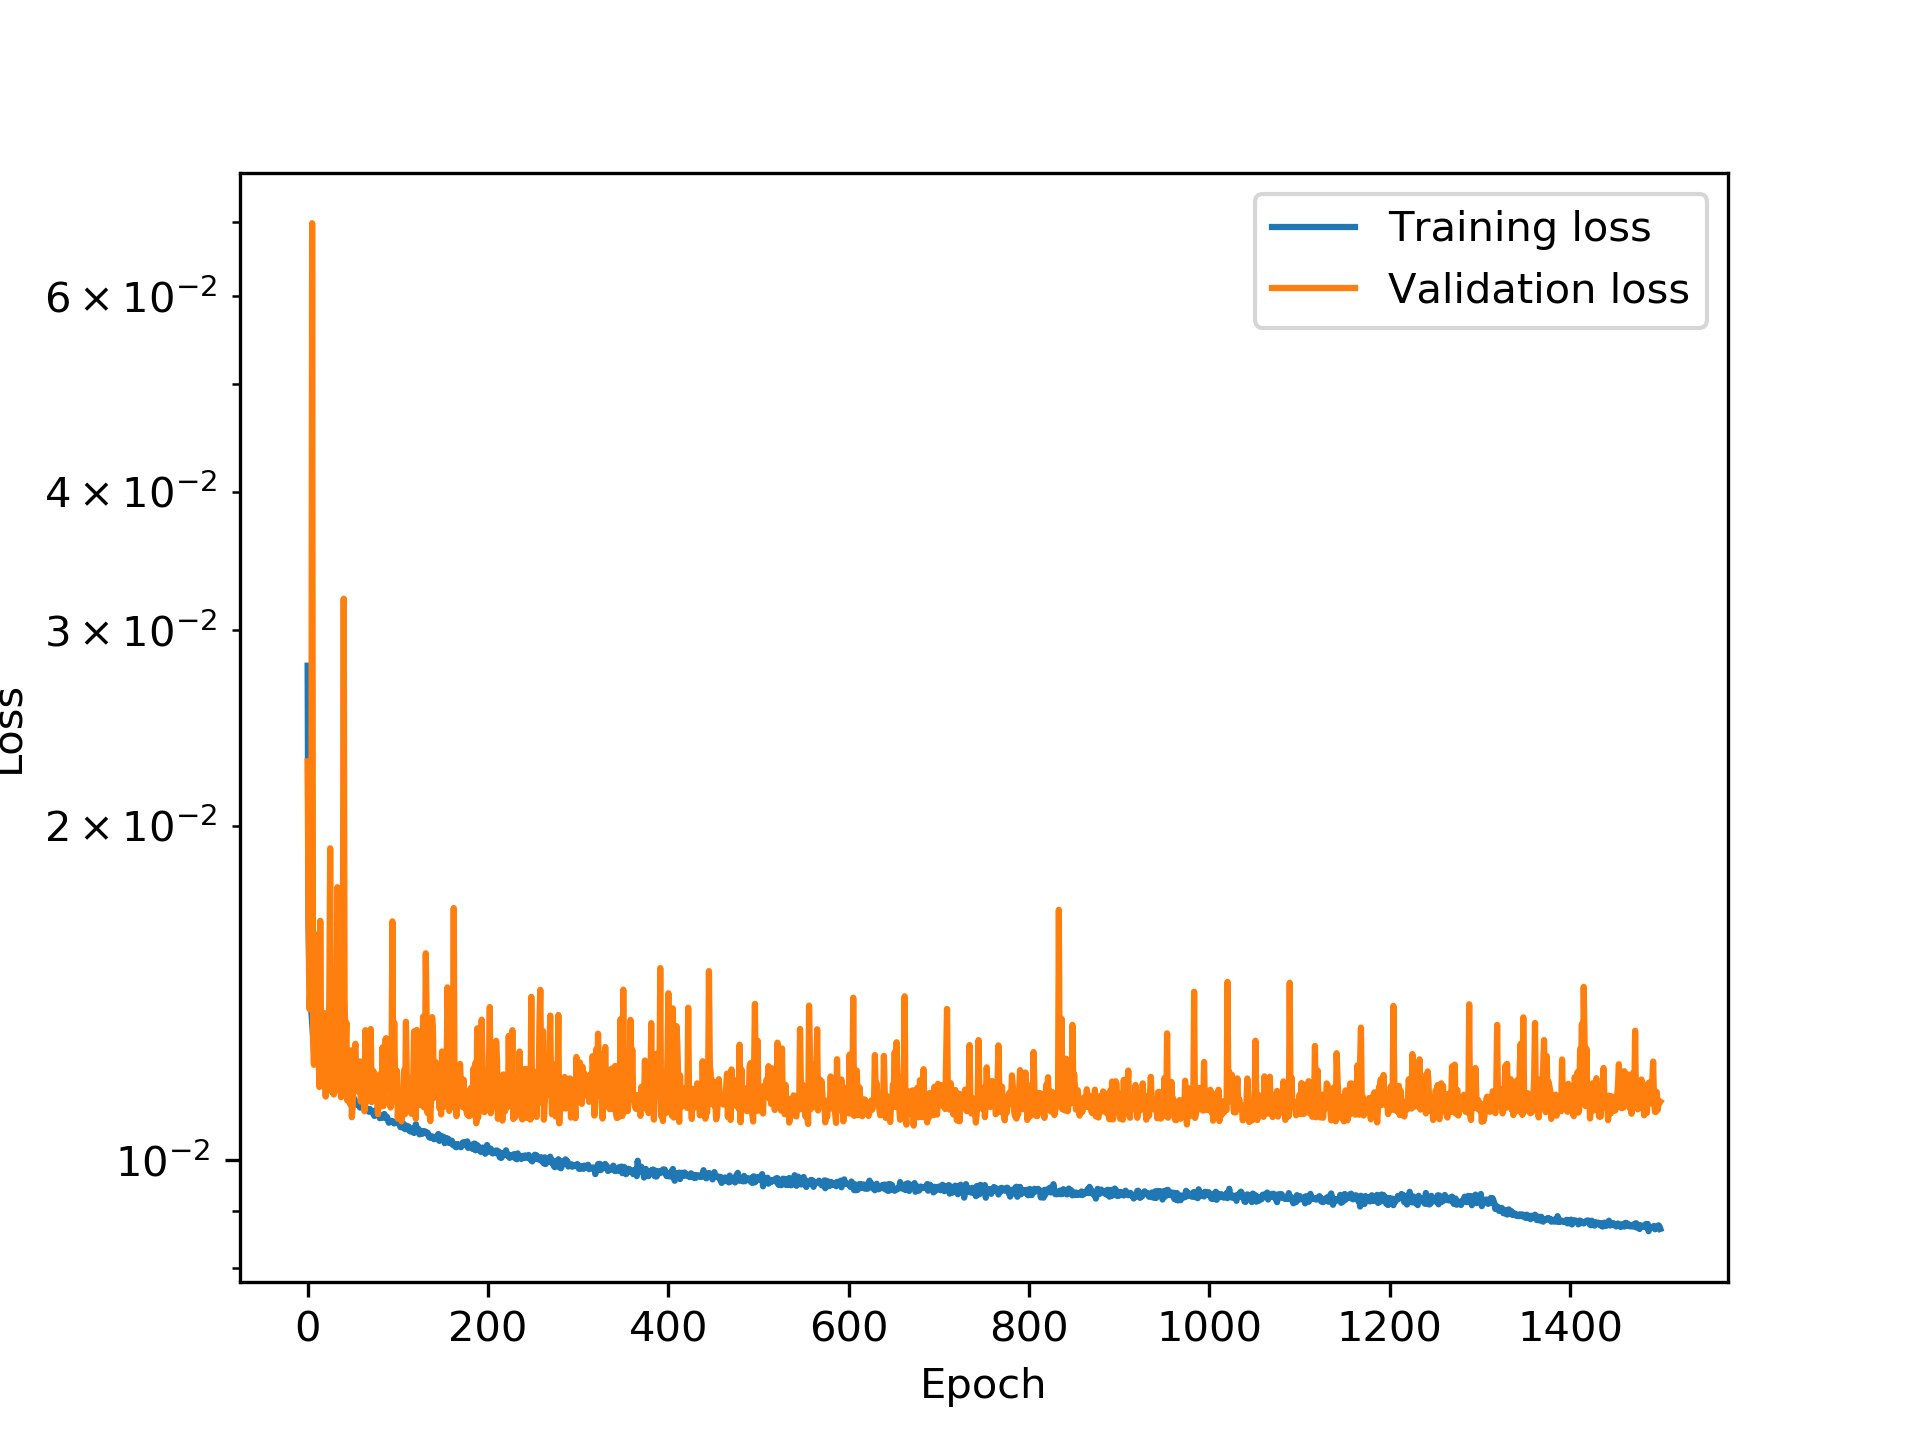 Training loss
Validation loss
6 × 10⁻²
4 × 10⁻²
3 × 10⁻²
2 × 10⁻²
10⁻²
Loss
0 200 400 600 800 1000 1200 1400
Epoch